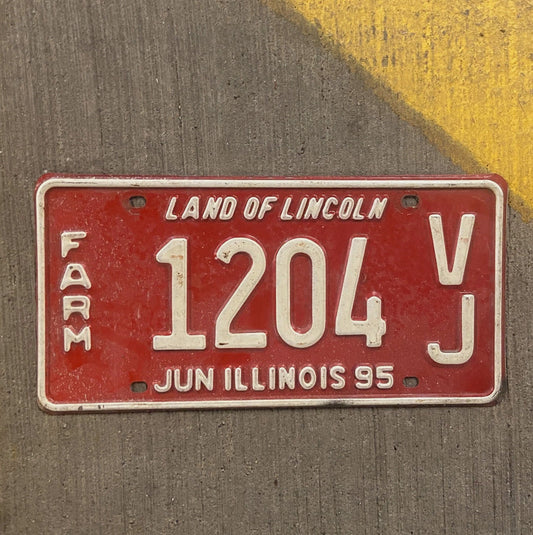 LAND OF LINCOLN
FARM
1204
VJ
JUN ILLINOIS 95